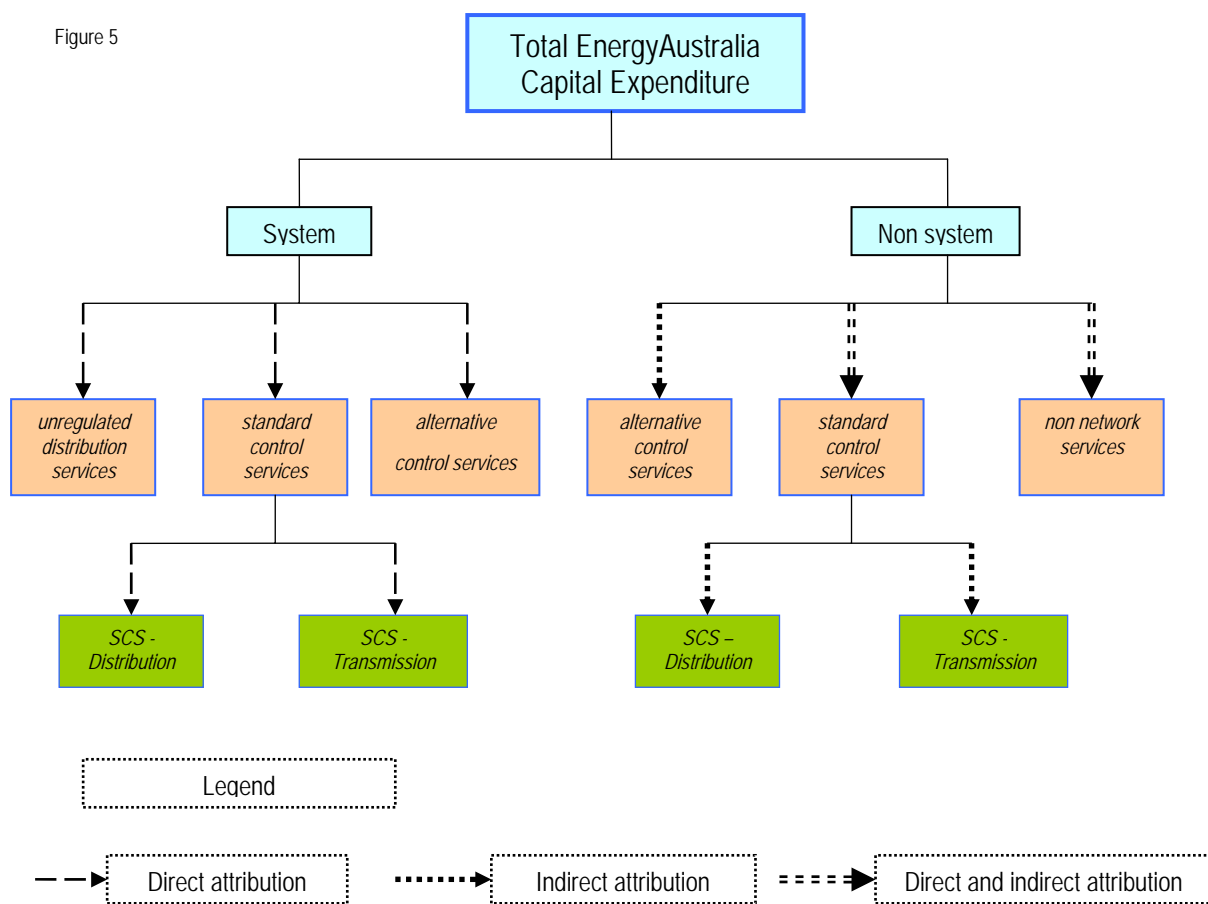 Figure 5
Total EnergyAustralia
Capital Expenditure
System
Non system
unregulated
distribution
services
standard
control
services
alternative
control services
alternative
control
services
standard
control
services
non network
services
SCS -
Distribution
SCS -
Transmission
SCS –
Distribution
SCS -
Transmission
Legend
Direct attribution
Indirect attribution
Direct and indirect attribution